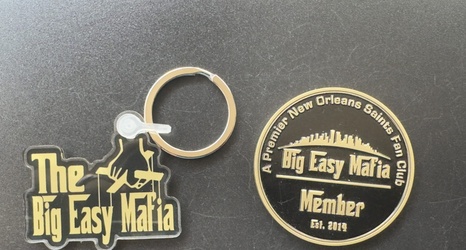 The
Big Easy Mafia
A Premier New Orleans Saints Fan Club
Big Easy Mafia
Member
Est. 2019